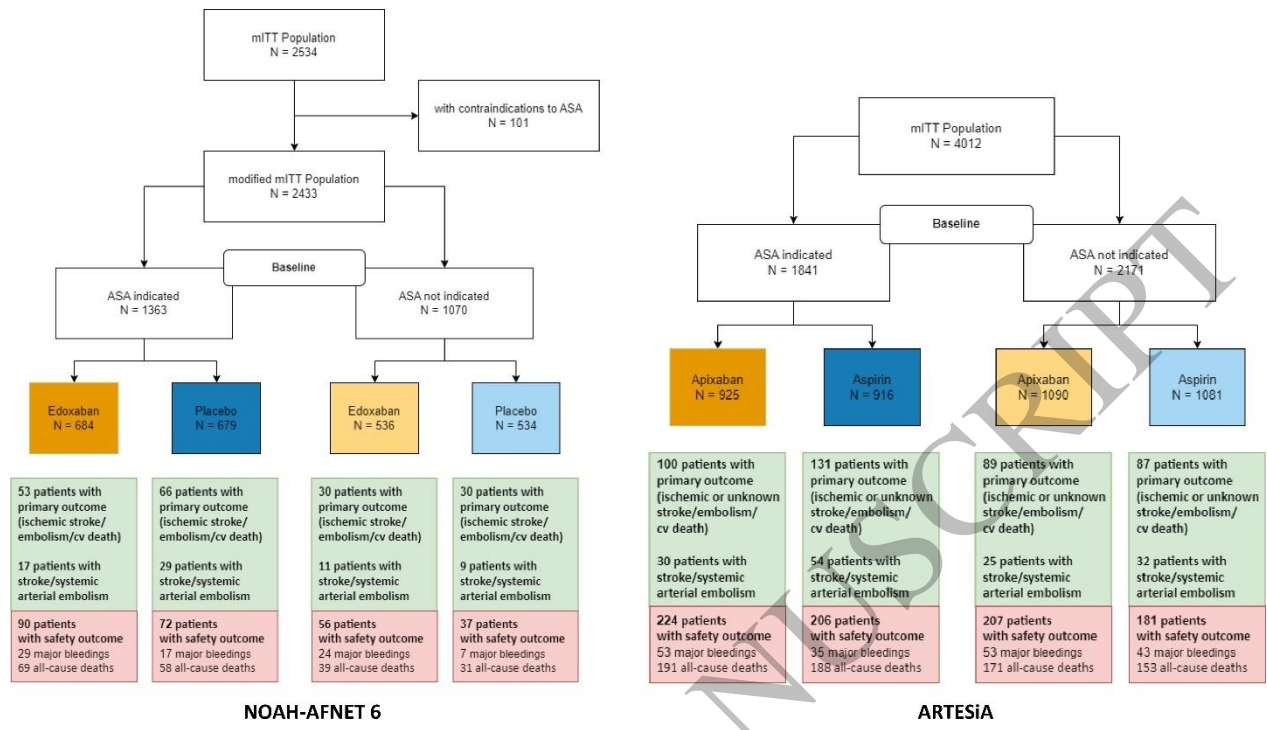 mITT Population
N = 2534
with contraindications to ASA
N = 101
modified mITT Population
N = 2433
Baseline
ASA indicated
N = 1363
ASA not indicated
N = 1070
Edoxaban
N = 684
Placebo
N = 679
Edoxaban
N = 536
Placebo
N = 534
53 patients with
primary outcome
(ischemic stroke/
embolism/cv death)
17 patients with
stroke/systemic
arterial embolism
90 patients
with safety outcome
29 major bleedings
69 all-cause deaths
66 patients with
primary outcome
(ischemic stroke/
embolism/cv death)
29 patients with
stroke/systemic
arterial embolism
72 patients
with safety outcome
17 major bleedings
58 all-cause deaths
30 patients with
primary outcome
(ischemic stroke/
embolism/cv death)
11 patients with
stroke/systemic
arterial embolism
56 patients
with safety outcome
24 major bleedings
39 all-cause deaths
30 patients with
primary outcome
(ischemic stroke/
embolism/cv death)
9 patients with
stroke/systemic
arterial embolism
37 patients
with safety outcome
7 major bleedings
31 all-cause deaths
NOAH-AFNET 6
mITT Population
N = 4012
Baseline
ASA indicated
N = 1841
ASA not indicated
N = 2171
Apixaban
N = 925
Aspirin
N = 916
Apixaban
N = 1090
Aspirin
N = 1081
100 patients with
primary outcome
(ischemic or unknown
stroke/embolism/
cv death)
30 patients with
stroke/systemic
arterial embolism
224 patients
with safety outcome
53 major bleedings
191 all-cause deaths
131 patients with
primary outcome
(ischemic or unknown
stroke/embolism/
cv death)
54 patients with
stroke/systemic
arterial embolism
206 patients
with safety outcome
35 major bleedings
188 all-cause deaths
89 patients with
primary outcome
(ischemic or unknown
stroke/embolism/
cv death)
25 patients with
stroke/systemic
arterial embolism
207 patients
with safety outcome
53 major bleedings
171 all-cause deaths
87 patients with
primary outcome
(ischemic or unknown
stroke/embolism/
cv death)
32 patients with
stroke/systemic
arterial embolism
181 patients
with safety outcome
43 major bleedings
153 all-cause deaths
ARTESiA
NUSCRIPT